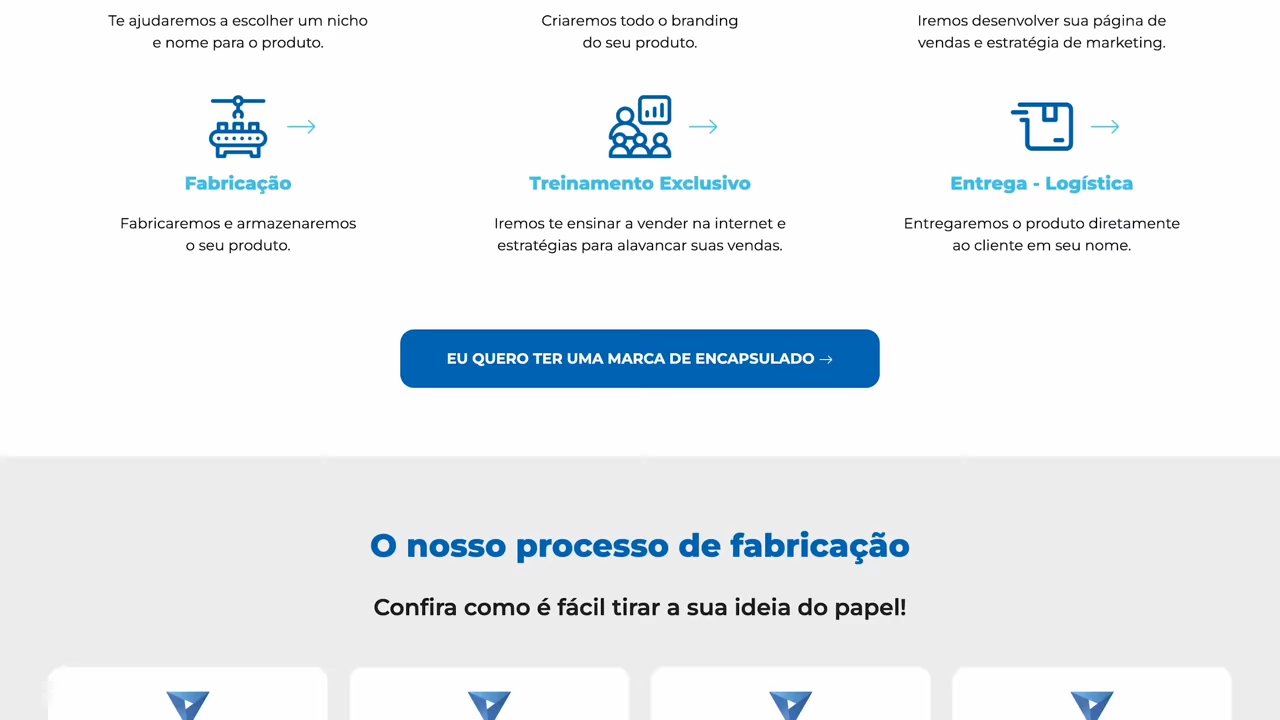 Te ajudaremos a escolher um nicho
e nome para o produto.
Criaremos todo o branding
do seu produto.
Iremos desenvolver sua página de
vendas e estratégia de marketing.
Fabricação
Fabricaremos e armazenaremos
o seu produto.
Treinamento Exclusivo
Iremos te ensinar a vender na internet e
estratégias para alavancar suas vendas.
Entrega - Logística
Entregaremos o produto diretamente
ao cliente em seu nome.
EU QUERO TER UMA MARCA DE ENCAPSULADO →
O nosso processo de fabricação
Confira como é fácil tirar a sua ideia do papel!